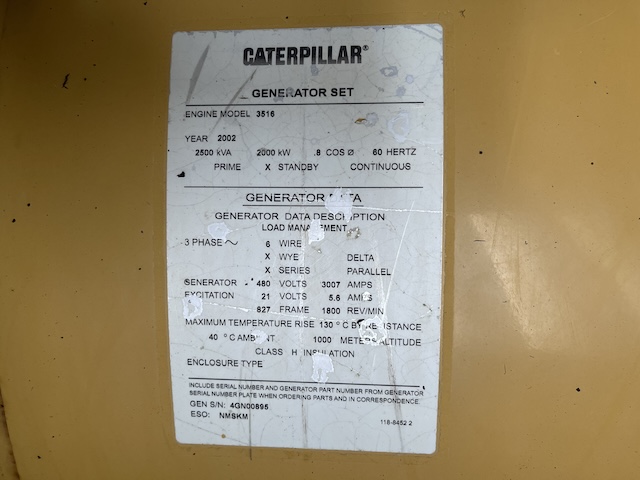 CATERPILLAR®
GENERATOR SET
ENGINE MODEL 3516
YEAR 2002
2500 kVA 2000 kW .8 COS Ø 60 HERTZ
PRIME X STANDBY CONTINUOUS
GENERATOR DATA
GENERATOR DATA DESCRIPTION
LOAD MANAGEMENT
3 PHASE ~ 6 WIRE
X WYE DELTA
X SERIES PARALLEL
GENERATOR 480 VOLTS 3007 AMPS
EXCITATION 21 VOLTS 5.6 AMPS
827 FRAME 1800 REV/MIN
MAXIMUM TEMPERATURE RISE 130 °C BY RESISTANCE
40 °C AMBIENT 1000 METERS ALTITUDE
CLASS H INSULATION
ENCLOSURE TYPE
INCLUDE SERIAL NUMBER AND GENERATOR PART NUMBER FROM GENERATOR
SERIAL NUMBER PLATE WHEN ORDERING PARTS AND IN CORRESPONDENCE.
GEN S/N: 4GN00895
ESO: NMSKM
118-8452 2